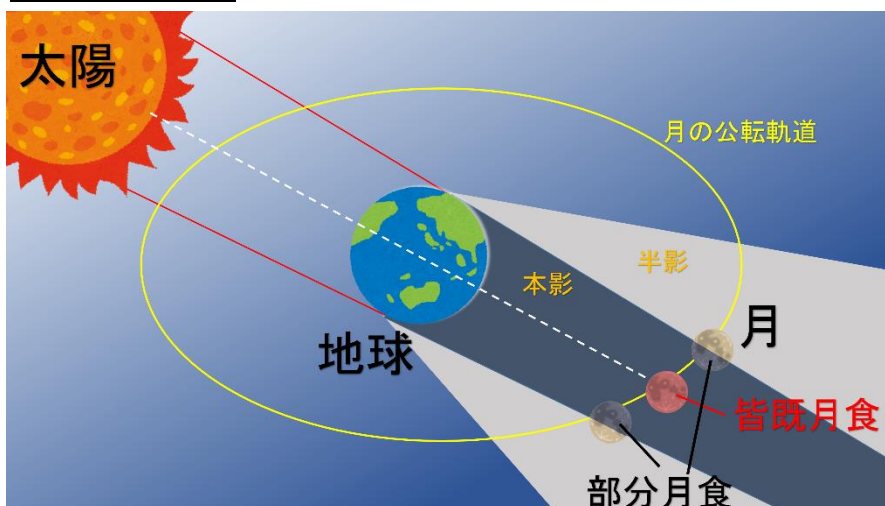 太陽
月の公転軌道
半影
本影
月
地球
皆既月食
部分月食